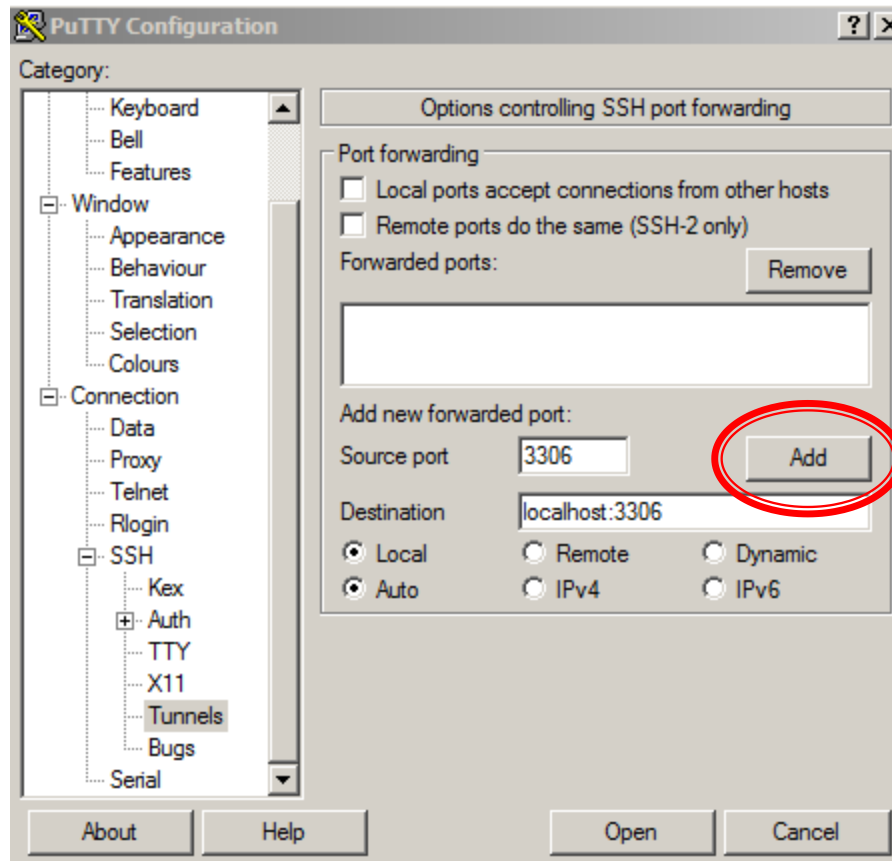 PuTTY Configuration
Category:
Keyboard
Bell
Features
Window
Appearance
Behaviour
Translation
Selection
Colours
Connection
Data
Proxy
Telnet
Rlogin
SSH
Kex
Auth
TTY
X11
Tunnels
Bugs
Serial
Options controlling SSH port forwarding
Port forwarding
Local ports accept connections from other hosts
Remote ports do the same (SSH-2 only)
Forwarded ports:
Remove
Add new forwarded port:
Source port 3306 Add
Destination localhost:3306
Local Remote Dynamic
Auto IPv4 IPv6
About Help Open Cancel